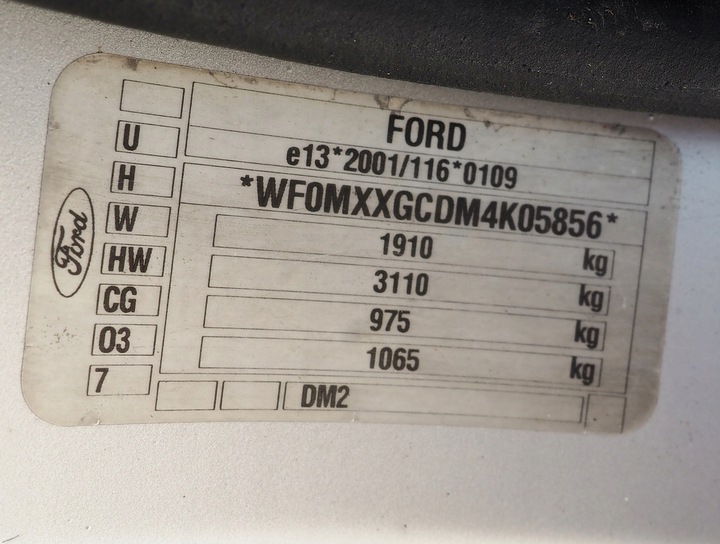 FORD
e13*2001/116*0109
*WF0MXXGCDM4K05856*
1910 kg
3110 kg
975 kg
1065 kg
DM2
U
H
W
HW
CG
03
7
Ford